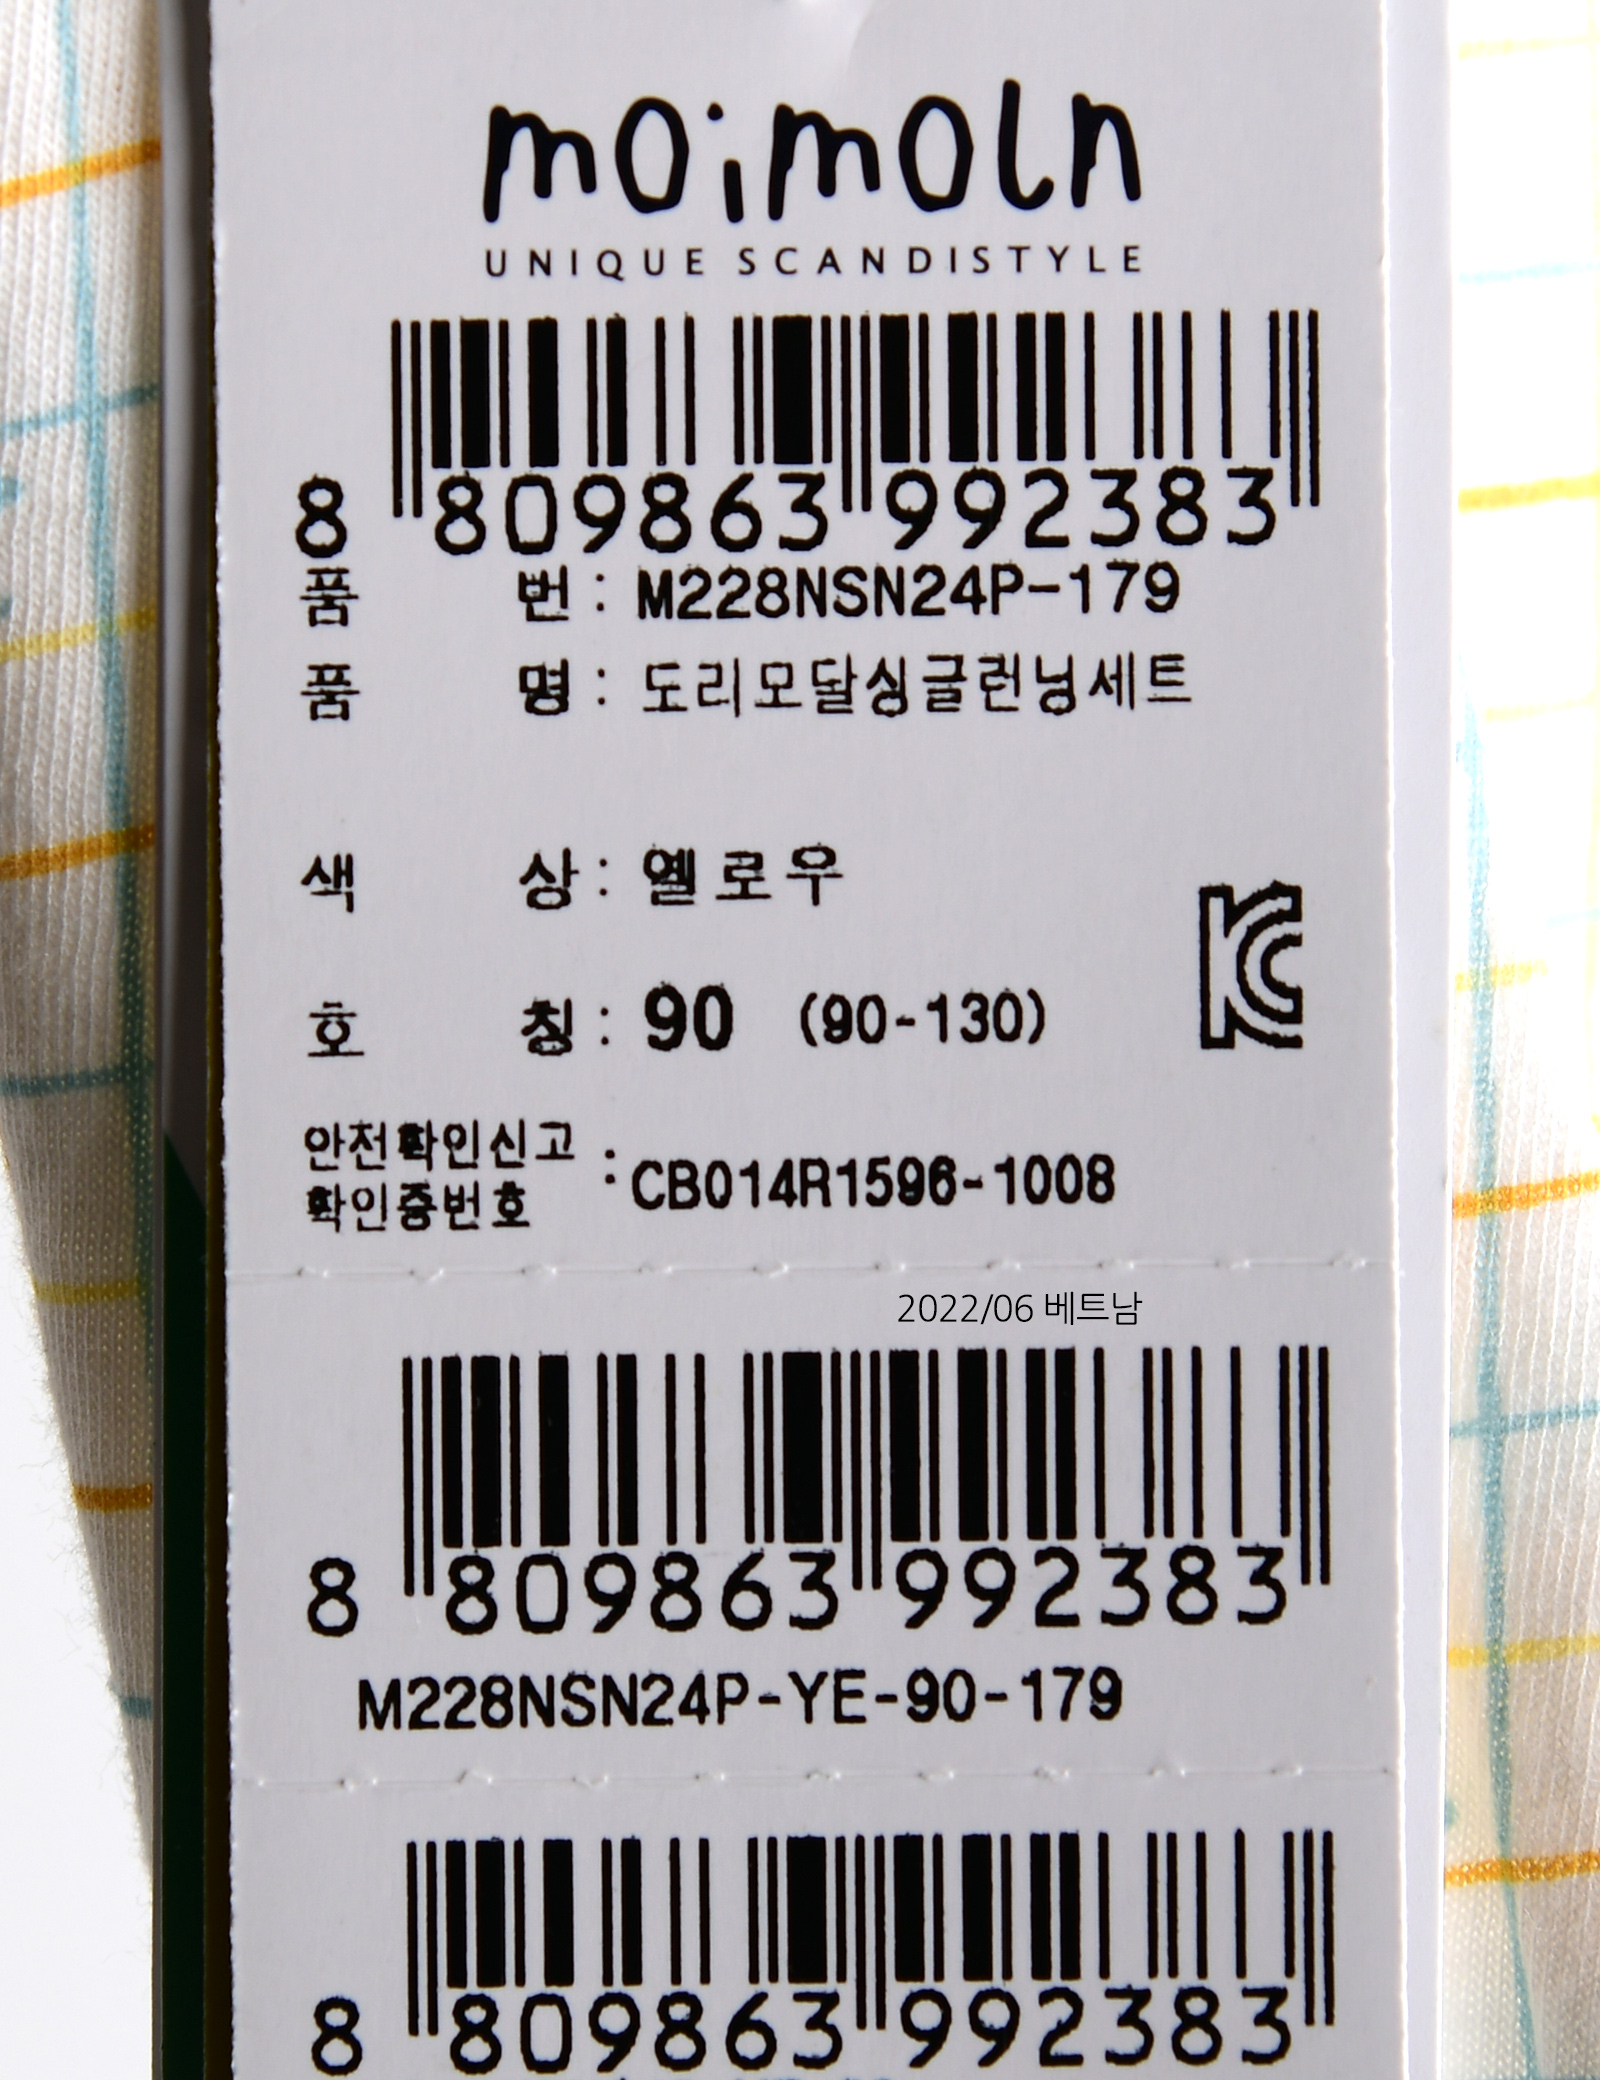 moimoln
UNIQUE SCANDISTYLE
8 809863 992383
품 번 : M228NSN24P-179
품 명 : 도리모달싱글런닝세트
색 상 : 옐로우
호 칭 : 90 (90-130)
안전확인신고
확인증번호 : CB014R1596-1008
2022/06 베트남
8 809863 992383
M228NSN24P-YE-90-179
8 809863 992383